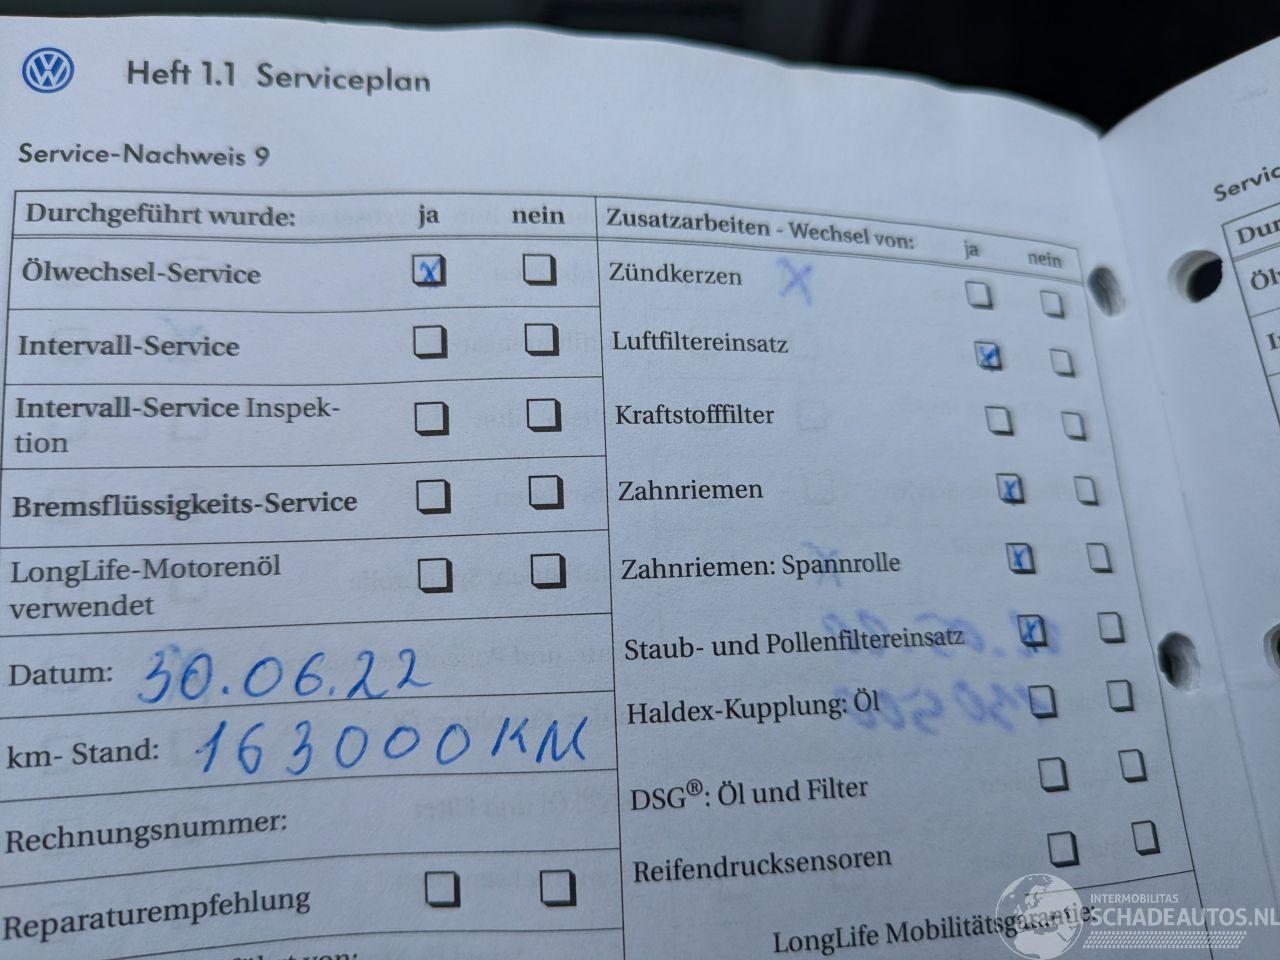 Heft 1.1 Serviceplan
Service-Nachweis 9
Durchgeführt wurde: ja nein
Ölwechsel-Service X
Intervall-Service
Intervall-Service Inspek-
tion
Bremsflüssigkeits-Service
LongLife-Motorenöl
verwendet
Datum: 30.06.22
km- Stand: 163000KM
Rechnungsnummer:
Reparaturempfehlung
Zusatzarbeiten - Wechsel von: ja nein
Zündkerzen
Luftfiltereinsatz X
Kraftstofffilter
Zahnriemen X
Zahnriemen: Spannrolle X
Staub- und Pollenfiltereinsatz X
Haldex-Kupplung: Öl
DSG®: Öl und Filter
Reifendrucksensoren
LongLife Mobilitätsgarantie:
INTERMOBILITAS
SCHADEAUTOS.NL